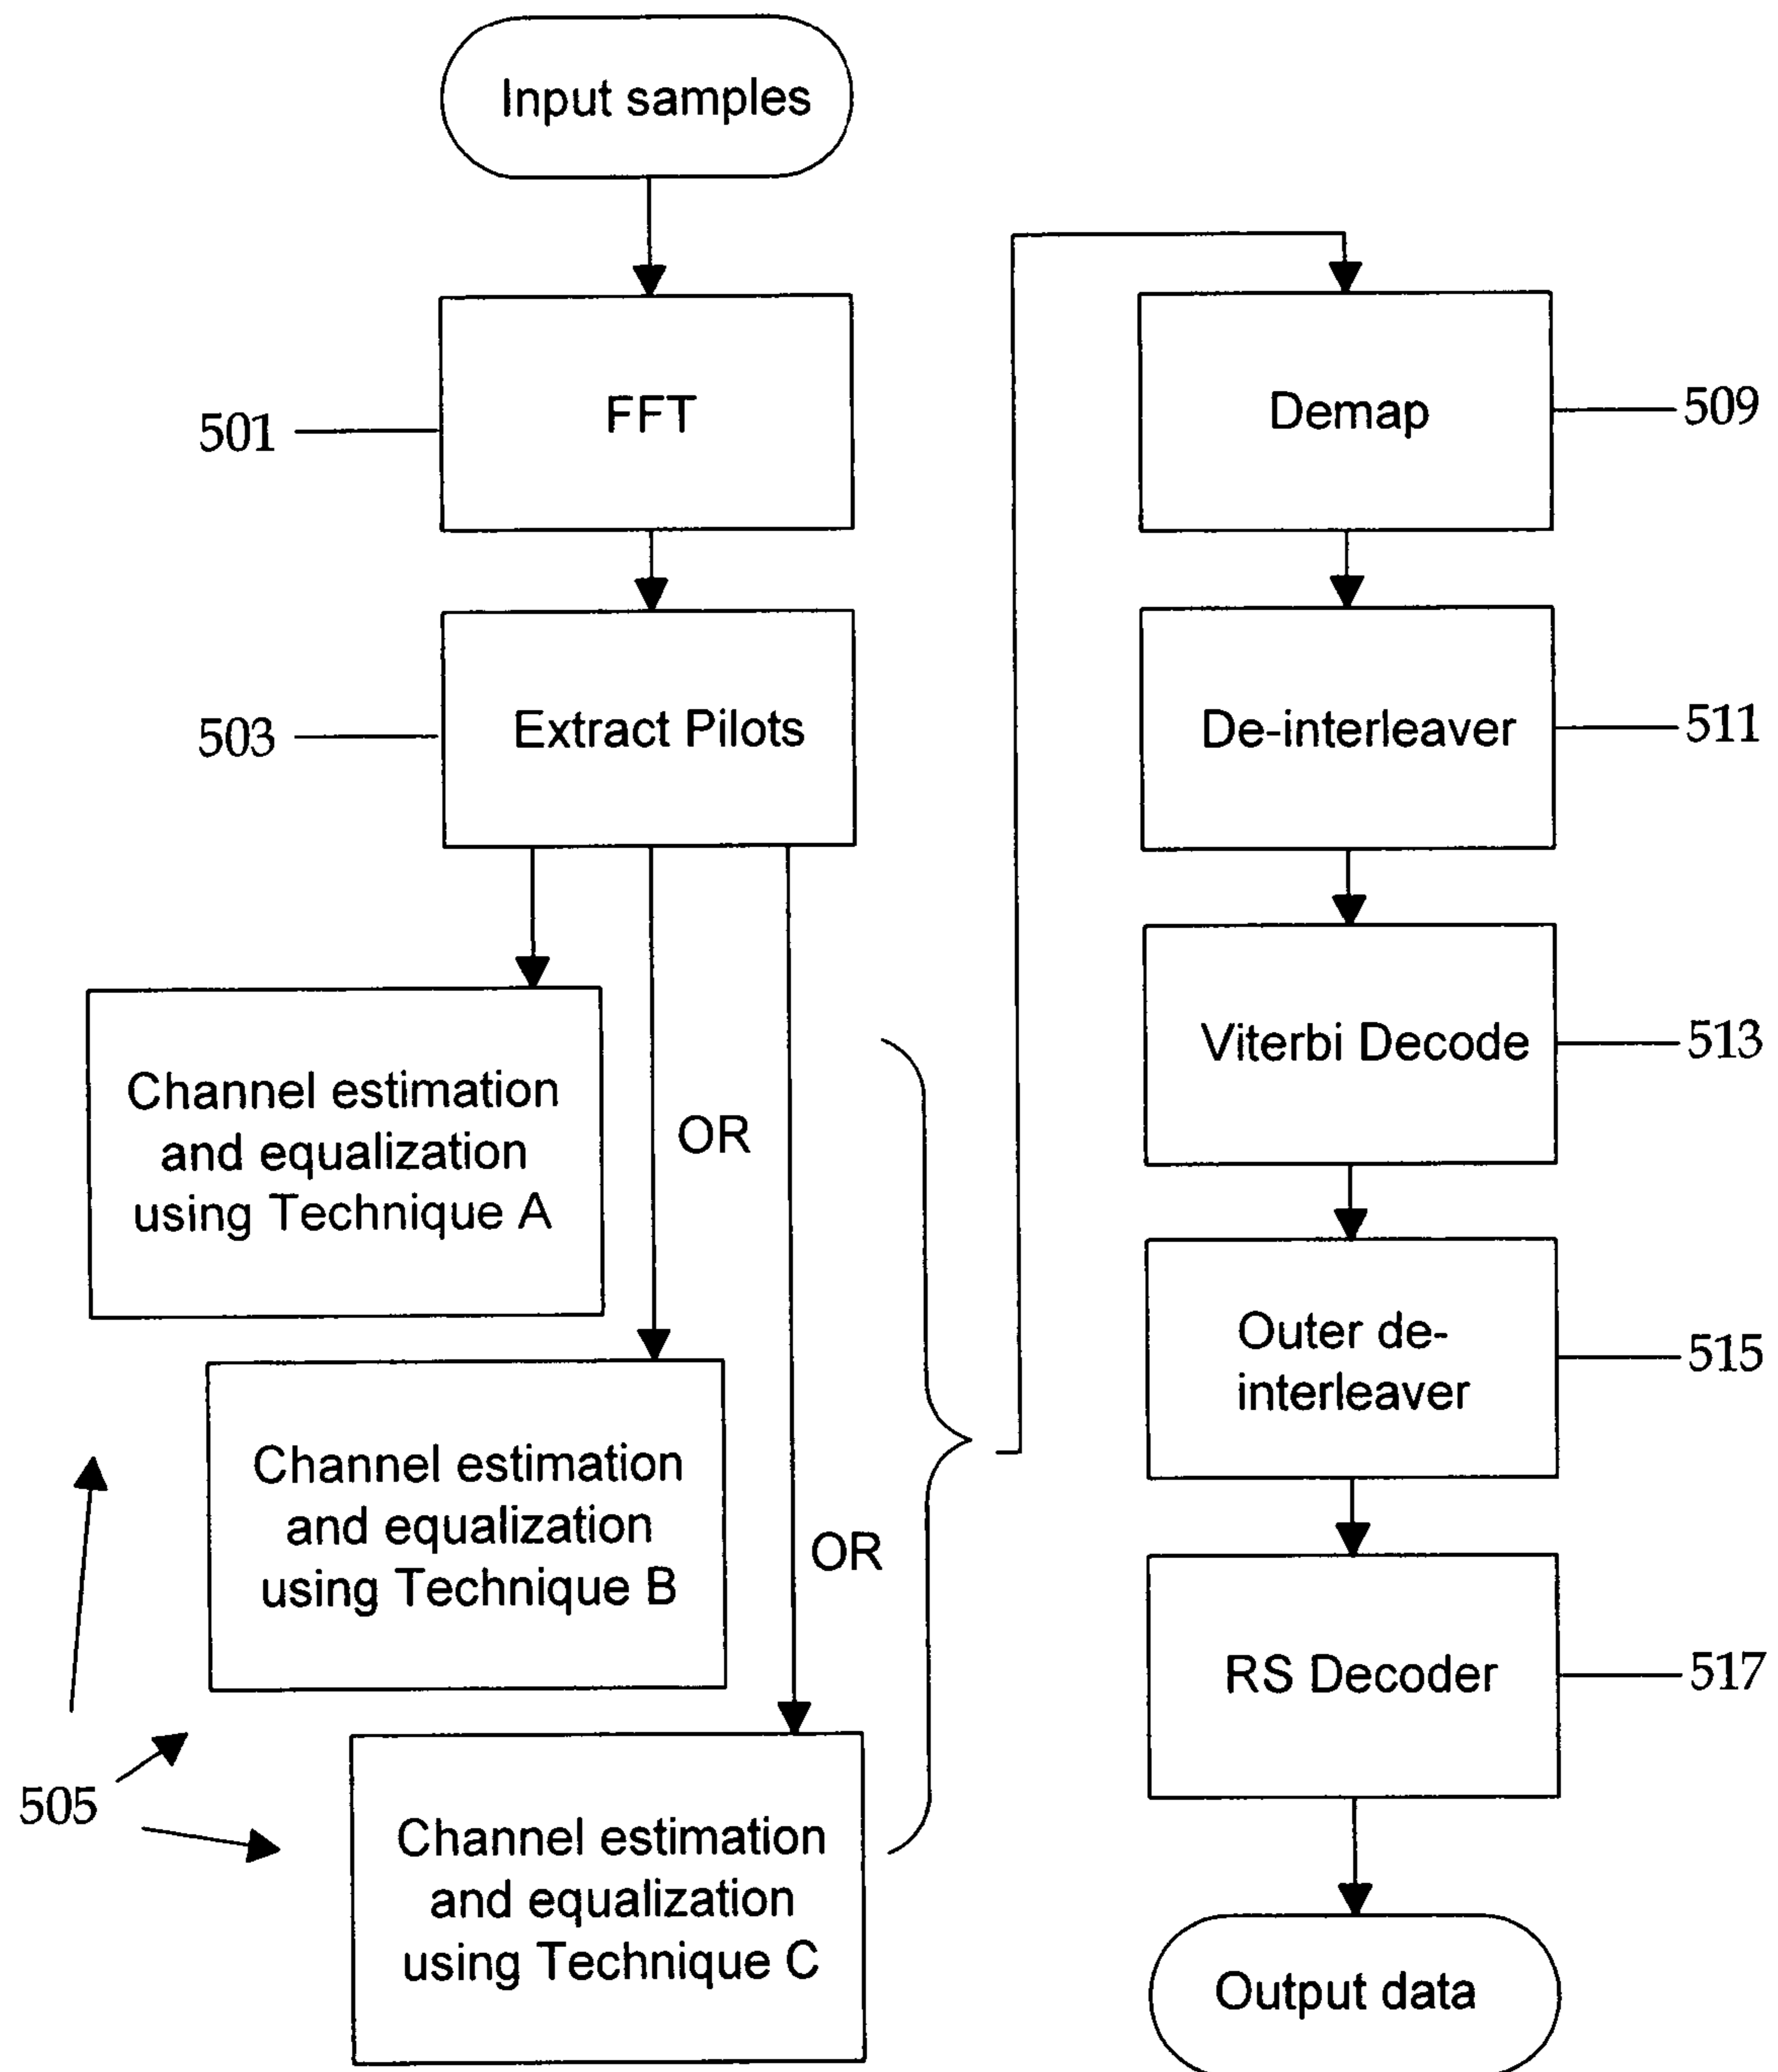 Input samples
FFT
501
Extract Pilots
503
Channel estimation
and equalization
using Technique A
OR
Channel estimation
and equalization
using Technique B
OR
Channel estimation
and equalization
using Technique C
505
Demap
509
De-interleaver
511
Viterbi Decode
513
Outer de-
interleaver
515
RS Decoder
517
Output data